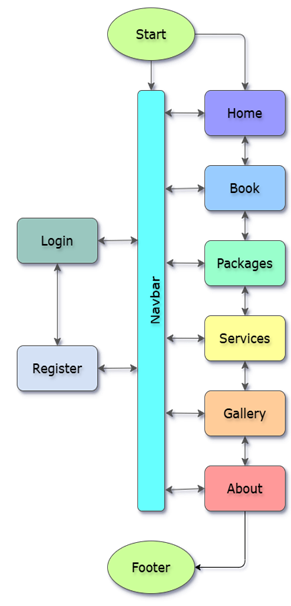 Start
Home
Book
Login
Packages
Navbar
Services
Register
Gallery
About
Footer